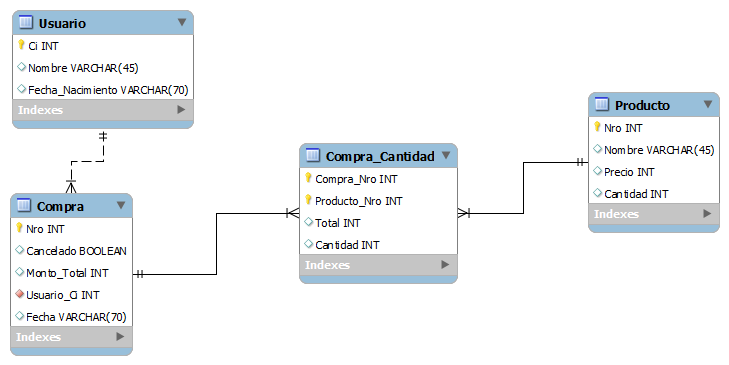 Usuario
Ci INT
Nombre VARCHAR(45)
Fecha_Nacimiento VARCHAR(70)
Indexes
Compra
Nro INT
Cancelado BOOLEAN
Monto_Total INT
Usuario_Ci INT
Fecha VARCHAR(70)
Indexes
Compra_Cantidad
Compra_Nro INT
Producto_Nro INT
Total INT
Cantidad INT
Indexes
Producto
Nro INT
Nombre VARCHAR(45)
Precio INT
Cantidad INT
Indexes